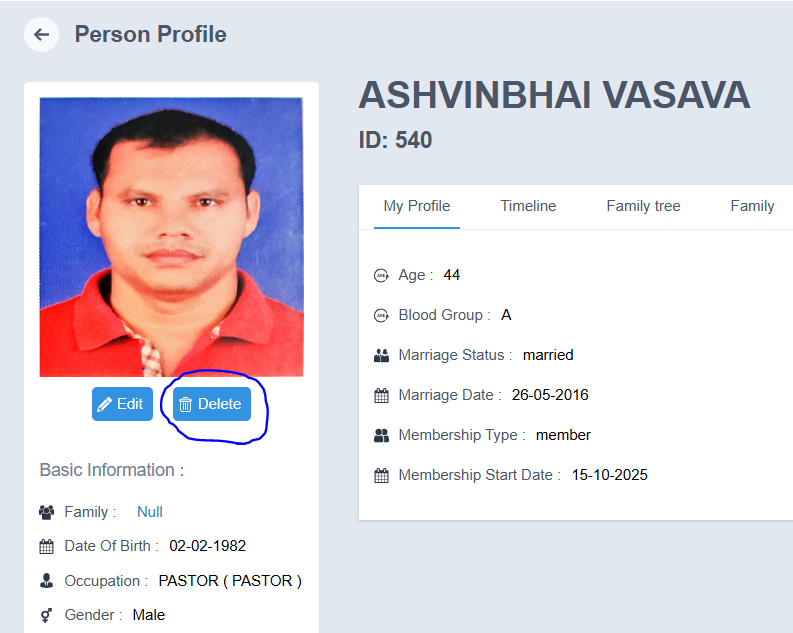 Person Profile
ASHVINBHAI VASAVA
ID: 540
Edit
Delete
Basic Information :
Family : Null
Date Of Birth : 02-02-1982
Occupation : PASTOR ( PASTOR )
Gender : Male
My Profile Timeline Family tree Family
Age : 44
Blood Group : A
Marriage Status : married
Marriage Date : 26-05-2016
Membership Type : member
Membership Start Date : 15-10-2025